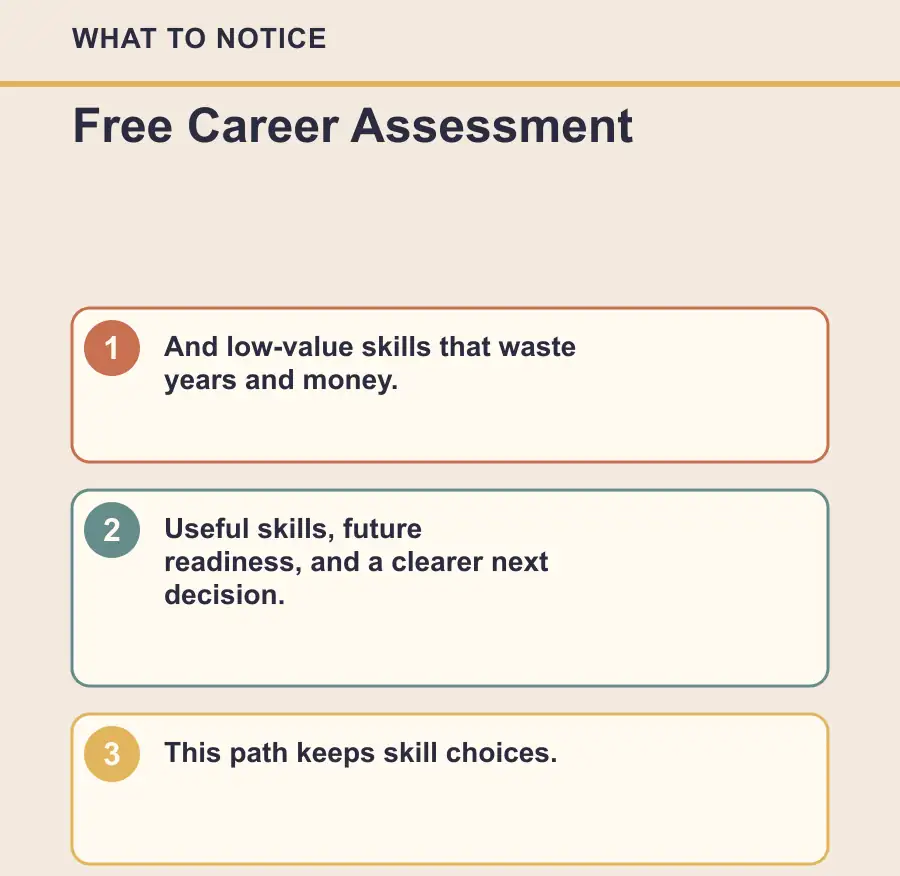 WHAT TO NOTICE
Free Career Assessment
1
And low-value skills that waste
years and money.
2
Useful skills, future
readiness, and a clearer next
decision.
3
This path keeps skill choices.